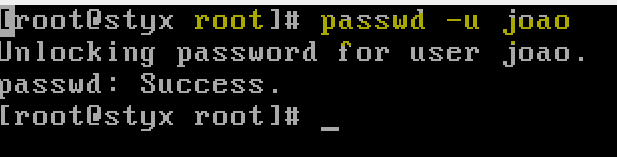 [root@styx root]# passwd -u joao
Unlocking password for user joao.
passwd: Success.
[root@styx root]# _